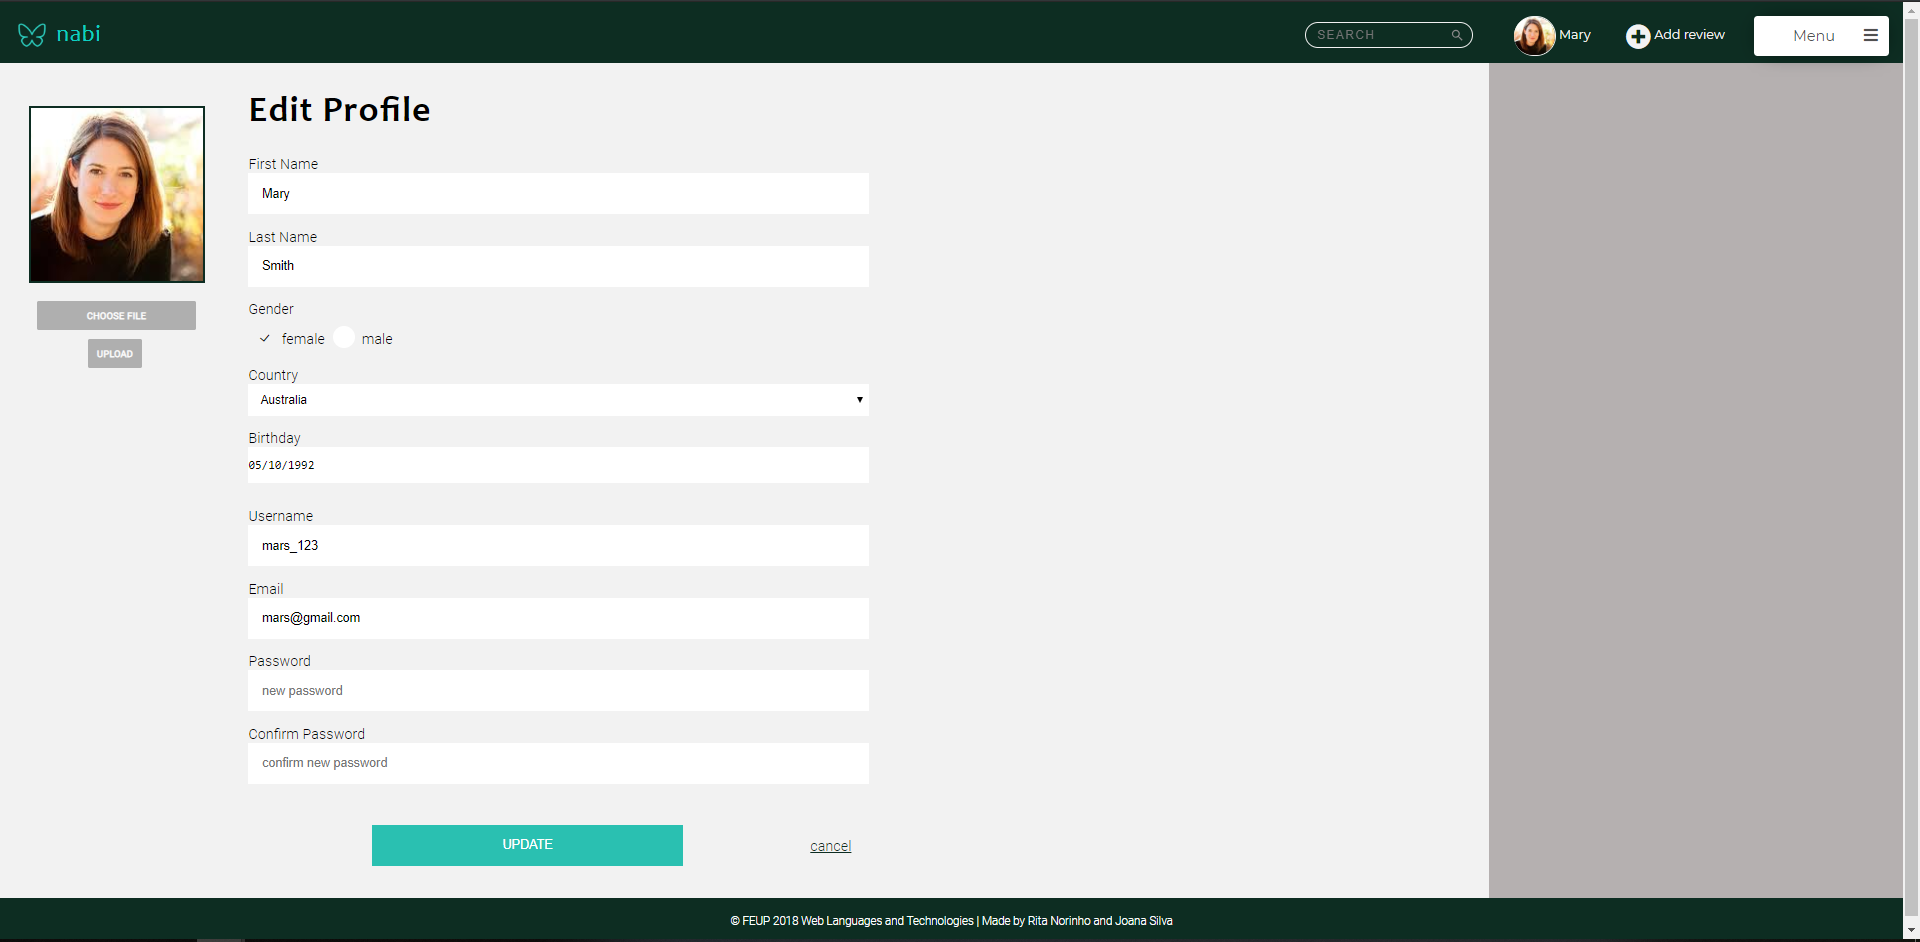 nabi
SEARCH
Mary
Add review
Menu
Edit Profile
First Name
Mary
Last Name
Smith
Gender
female male
Country
Australia
Birthday
05/10/1992
Username
mars_123
Email
mars@gmail.com
Password
new password
Confirm Password
confirm new password
CHOOSE FILE
UPLOAD
UPDATE
cancel
© FEUP 2018 Web Languages and Technologies | Made by Rita Norinho and Joana Silva